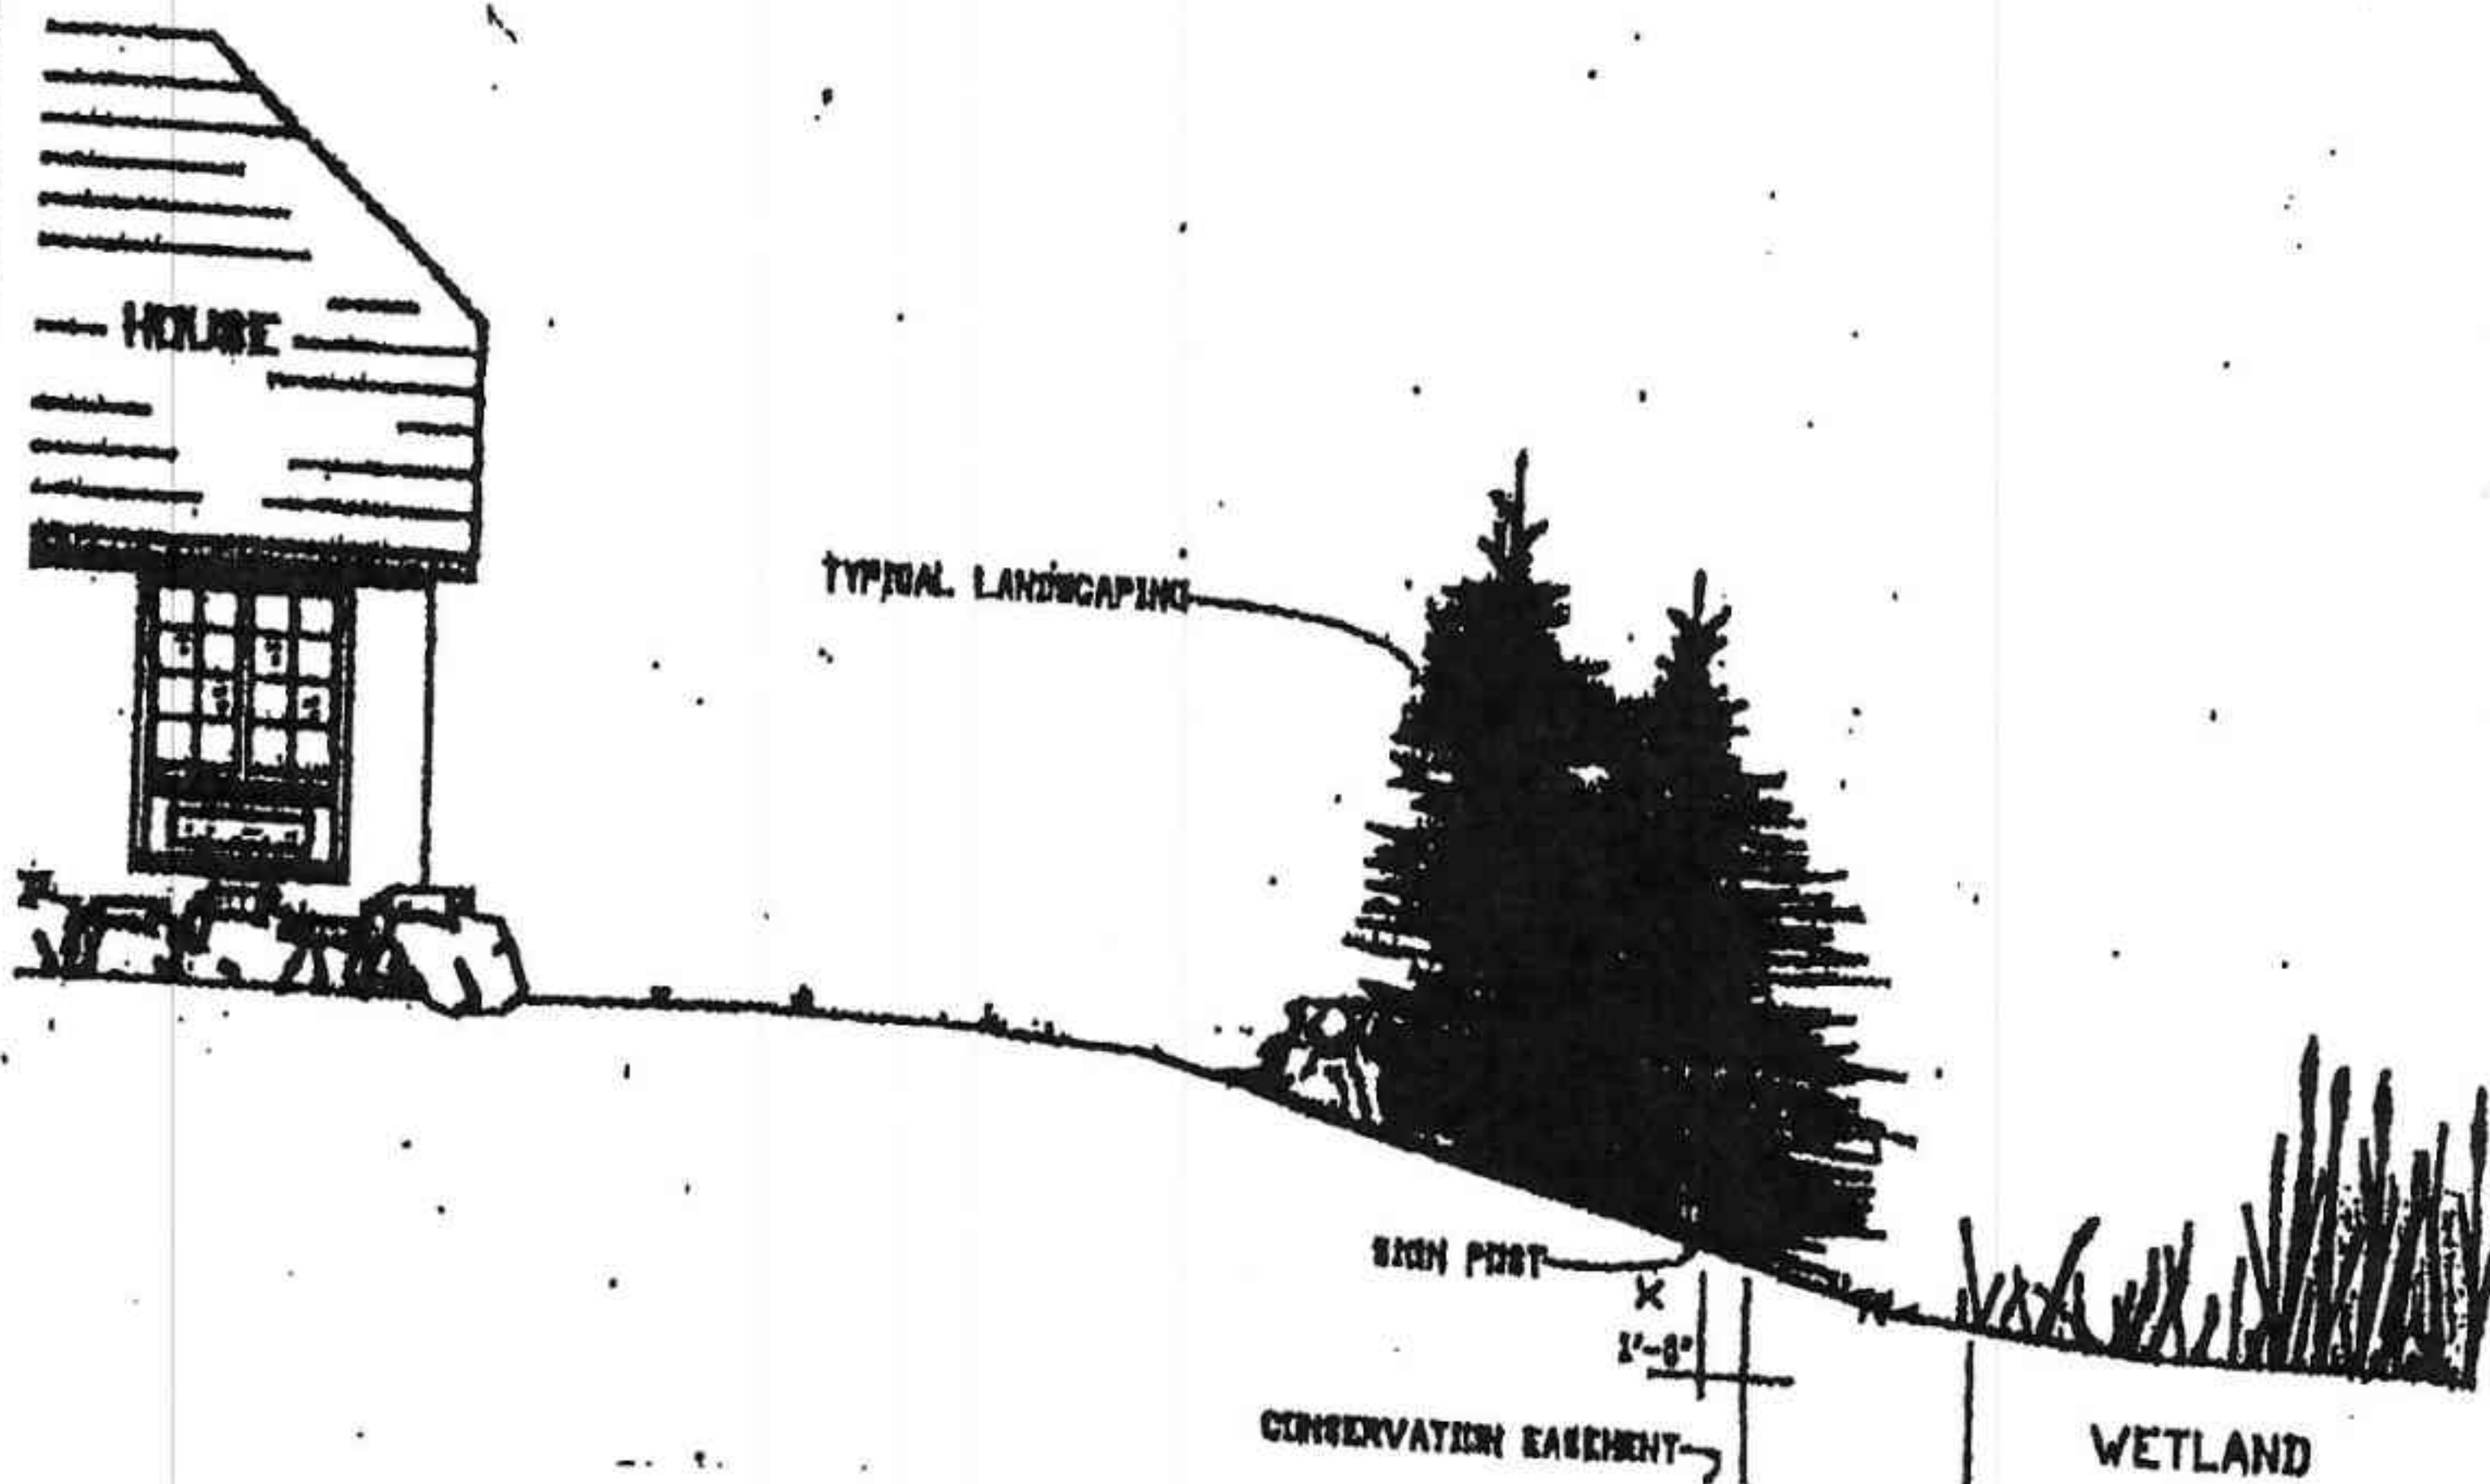 HOUSE
TYPICAL LANDSCAPING
SIGN POST
CONSERVATION EASEMENT
WETLAND